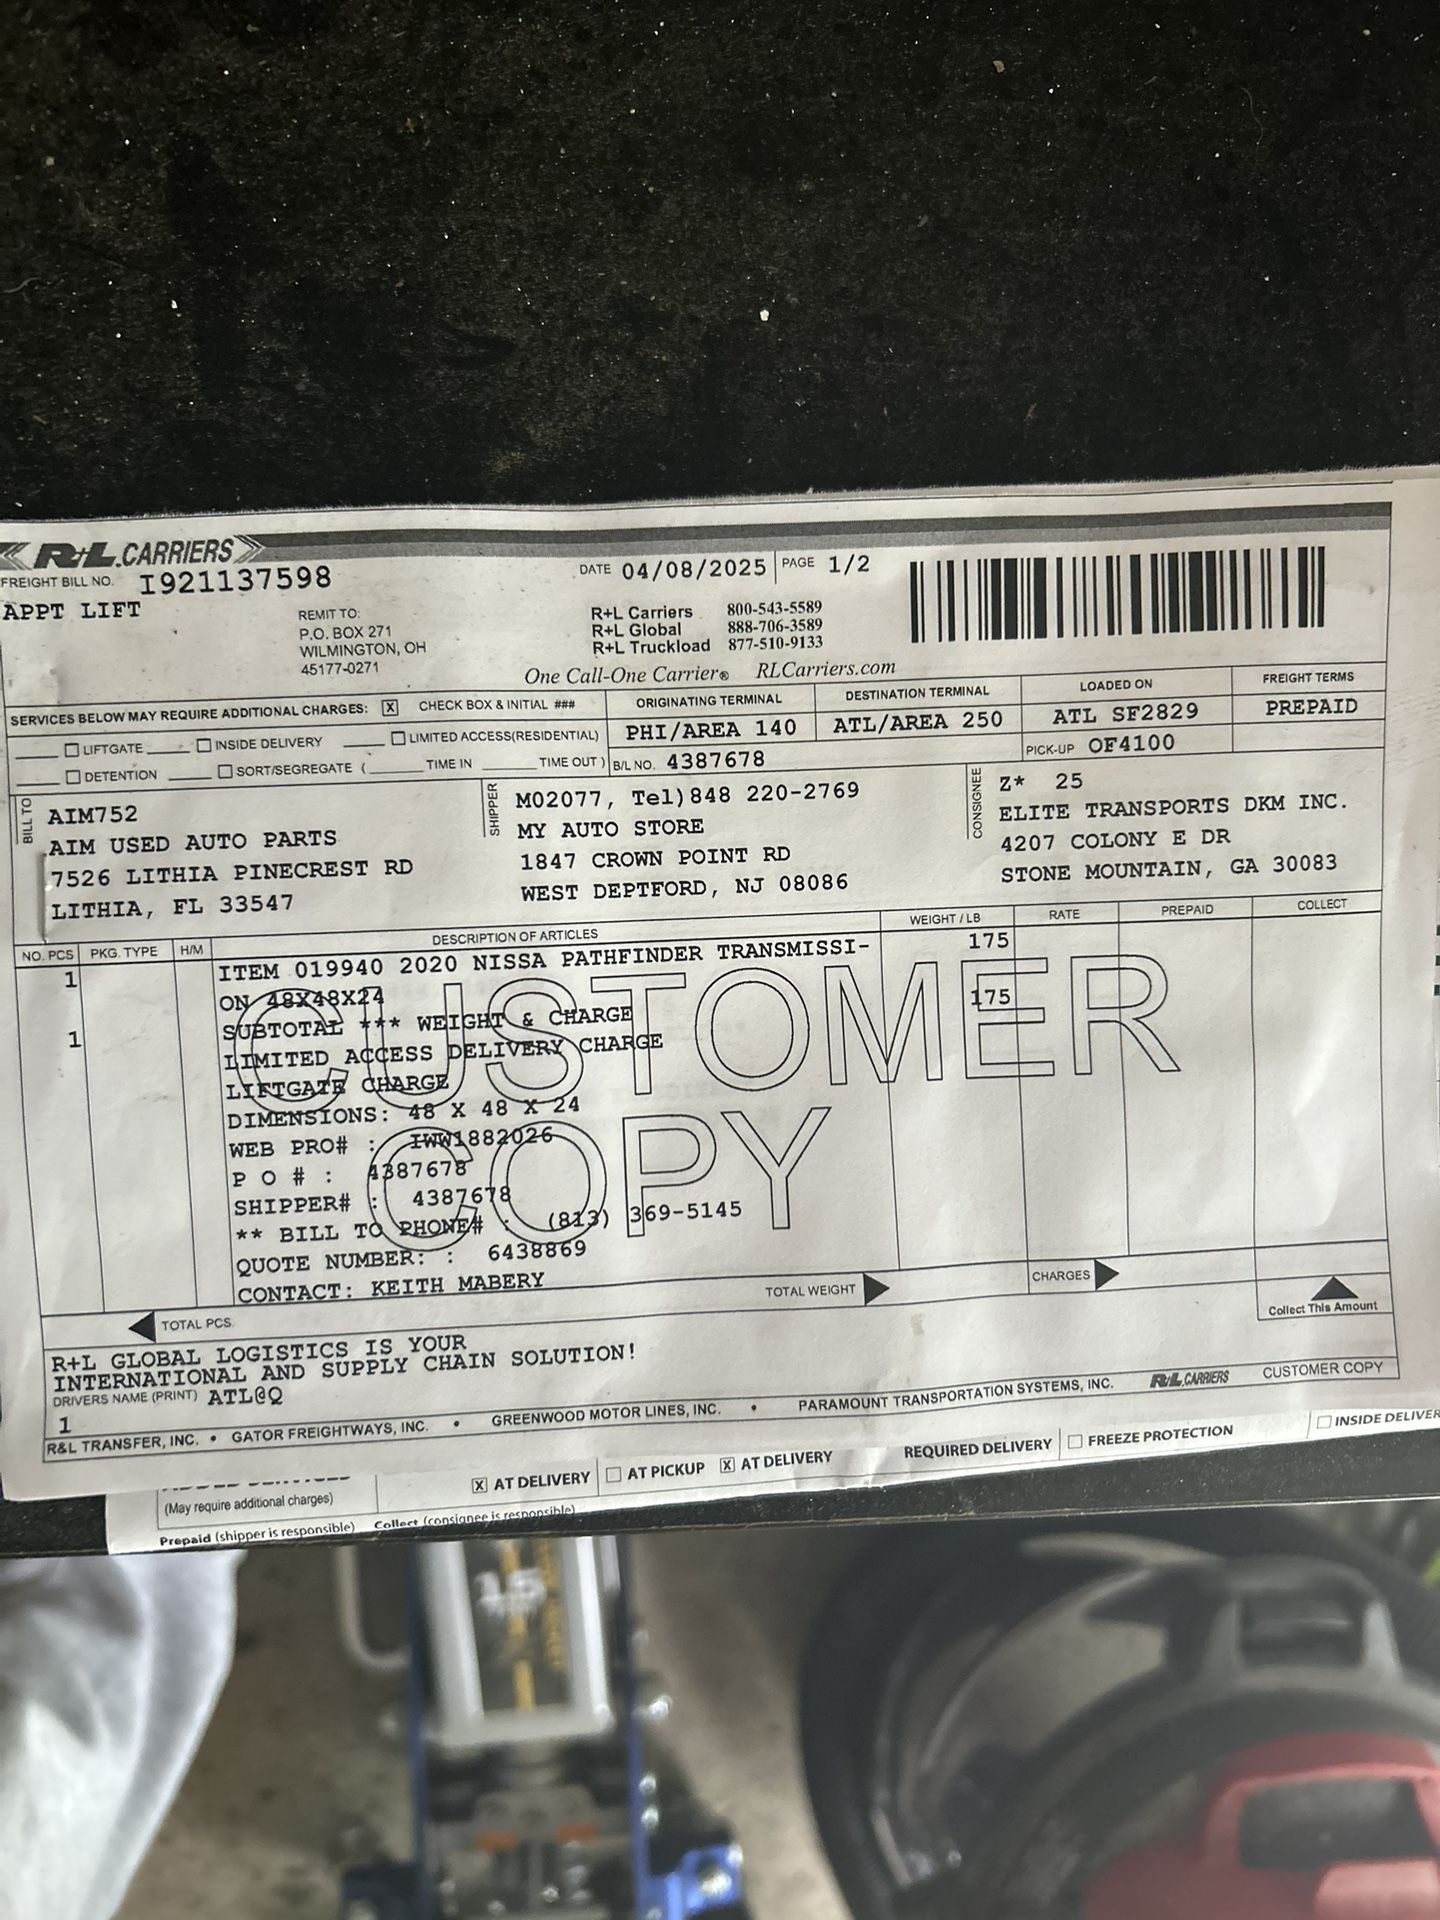 R+L CARRIERS
FREIGHT BILL NO. I921137598
DATE 04/08/2025 PAGE 1/2
APPT LIFT
REMIT TO:
P.O. BOX 271
WILMINGTON, OH
45177-0271
R+L Carriers 800-543-5589
R+L Global 888-706-3589
R+L Truckload 877-510-9133
One Call-One Carrier® RLCarriers.com
SERVICES BELOW MAY REQUIRE ADDITIONAL CHARGES: X CHECK BOX & INITIAL ###
LIFTGATE INSIDE DELIVERY LIMITED ACCESS(RESIDENTIAL)
DETENTION SORT/SEGREGATE ( TIME IN TIME OUT )
ORIGINATING TERMINAL
PHI/AREA 140
DESTINATION TERMINAL
ATL/AREA 250
LOADED ON
ATL SF2829
FREIGHT TERMS
PREPAID
B/L NO. 4387678
PICK-UP OF4100
BILL TO
AIM752
AIM USED AUTO PARTS
7526 LITHIA PINECREST RD
LITHIA, FL 33547
SHIPPER
M02077, Tel)848 220-2769
MY AUTO STORE
1847 CROWN POINT RD
WEST DEPTFORD, NJ 08086
CONSIGNEE
Z* 25
ELITE TRANSPORTS DKM INC.
4207 COLONY E DR
STONE MOUNTAIN, GA 30083
NO. PCS PKG. TYPE H/M DESCRIPTION OF ARTICLES WEIGHT / LB RATE PREPAID COLLECT
1 ITEM 019940 2020 NISSA PATHFINDER TRANSMISSI- 175
ON 48X48X24
1 SUBTOTAL *** WEIGHT & CHARGE 175
LIMITED ACCESS DELIVERY CHARGE
LIFTGATE CHARGE
DIMENSIONS: 48 X 48 X 24
WEB PRO# : IWW1882026
P O # : 4387678
SHIPPER# : 4387678
** BILL TO PHONE# : (813) 369-5145
QUOTE NUMBER: : 6438869
CONTACT: KEITH MABERY
CUSTOMER
COPY
TOTAL PCS. TOTAL WEIGHT CHARGES Collect This Amount
R+L GLOBAL LOGISTICS IS YOUR
INTERNATIONAL AND SUPPLY CHAIN SOLUTION!
DRIVERS NAME (PRINT) ATL@Q
1
R&L TRANSFER, INC. • GATOR FREIGHTWAYS, INC. • GREENWOOD MOTOR LINES, INC. • PARAMOUNT TRANSPORTATION SYSTEMS, INC. R+L CARRIERS CUSTOMER COPY
(May require additional charges)
X AT DELIVERY AT PICKUP X AT DELIVERY REQUIRED DELIVERY FREEZE PROTECTION INSIDE DELIVER
Prepaid (shipper is responsible) Collect (consignee is responsible)
1.5